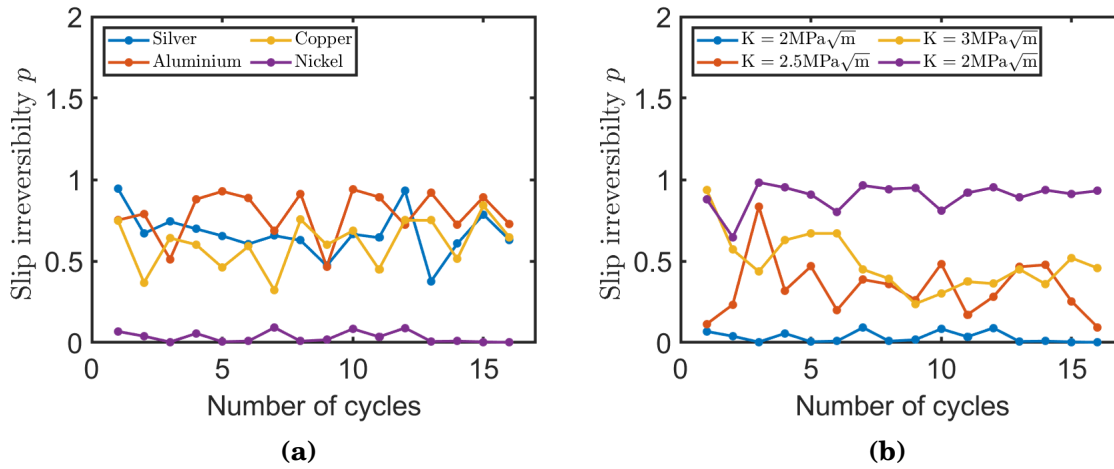 2
1.5
1
0.5
0
0
5
10
15
Slip irreversibilty p
Number of cycles
Silver
Copper
Aluminium
Nickel
(a)
2
1.5
1
0.5
0
0
5
10
15
Slip irreversibilty p
Number of cycles
K = 2MPa√m
K = 3MPa√m
K = 2.5MPa√m
K = 2MPa√m
(b)